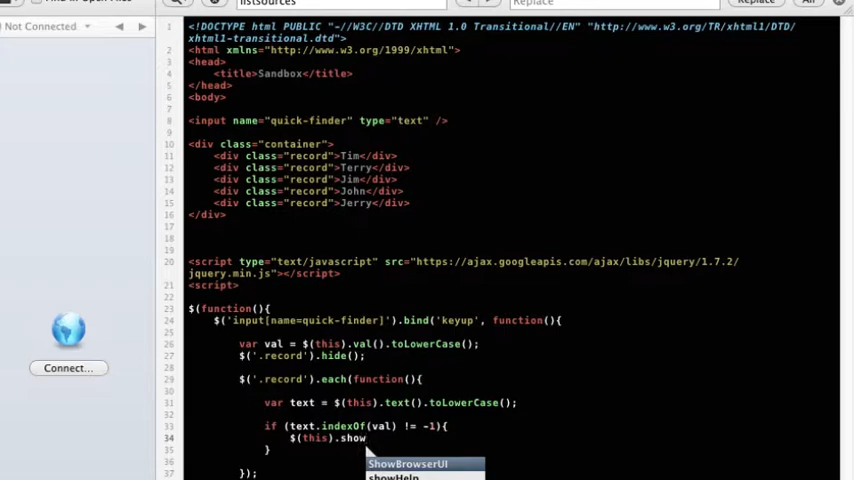 Find in Open Files
listsources
Replace
Replace
All
Not Connected
1 <!DOCTYPE html PUBLIC "-//W3C//DTD XHTML 1.0 Transitional//EN" "http://www.w3.org/TR/xhtml1/DTD/
xhtml1-transitional.dtd">
2 <html xmlns="http://www.w3.org/1999/xhtml">
3 <head>
4 <title>Sandbox</title>
5 </head>
6 <body>
7
8 <input name="quick-finder" type="text" />
9
10 <div class="container">
11 <div class="record">Tim</div>
12 <div class="record">Terry</div>
13 <div class="record">Jim</div>
14 <div class="record">John</div>
15 <div class="record">Jerry</div>
16 </div>
17
18
19
20 <script type="text/javascript" src="https://ajax.googleapis.com/ajax/libs/jquery/1.7.2/
jquery.min.js"></script>
21 <script>
22
23 $(function(){
24 $('input[name=quick-finder]').bind('keyup', function(){
25
26 var val = $(this).val().toLowerCase();
27 $('.record').hide();
28
29 $('.record').each(function(){
30
31 var text = $(this).text().toLowerCase();
32
33 if (text.indexOf(val) != -1){
34 $(this).show
35 }
36
37 });
Connect...
ShowBrowserUI
showHelp